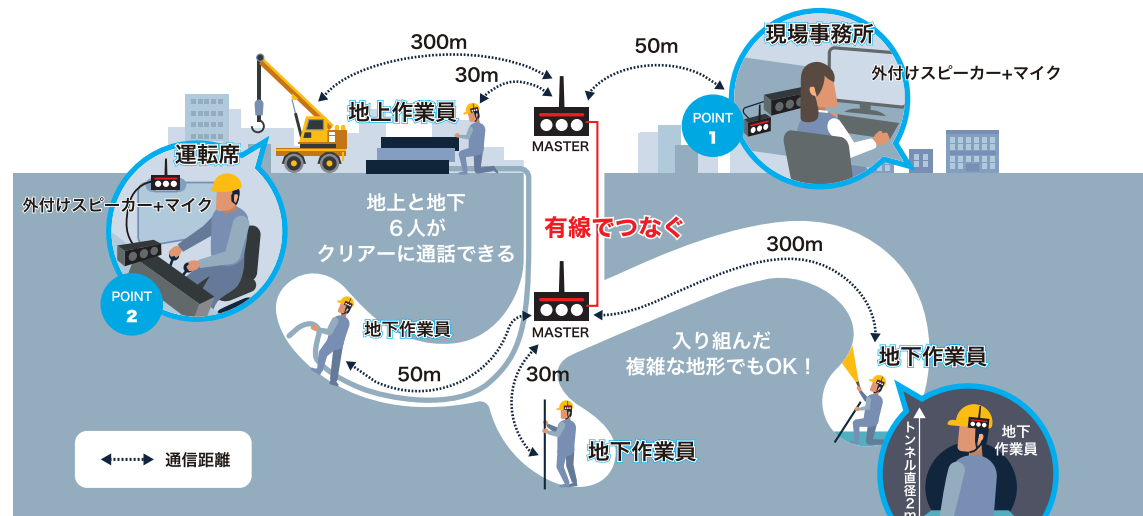 300m
50m
現場事務所
30m
外付けスピーカー+マイク
地上作業員
POINT
1
MASTER
運転席
外付けスピーカー+マイク
地上と地下
6人が
クリアーに通話できる
有線でつなぐ
300m
POINT
2
地下作業員
MASTER
入り組んだ
複雑な地形でもOK!
地下作業員
50m
30m
地下作業員
トンネル直径2m
地下
作業員
通信距離